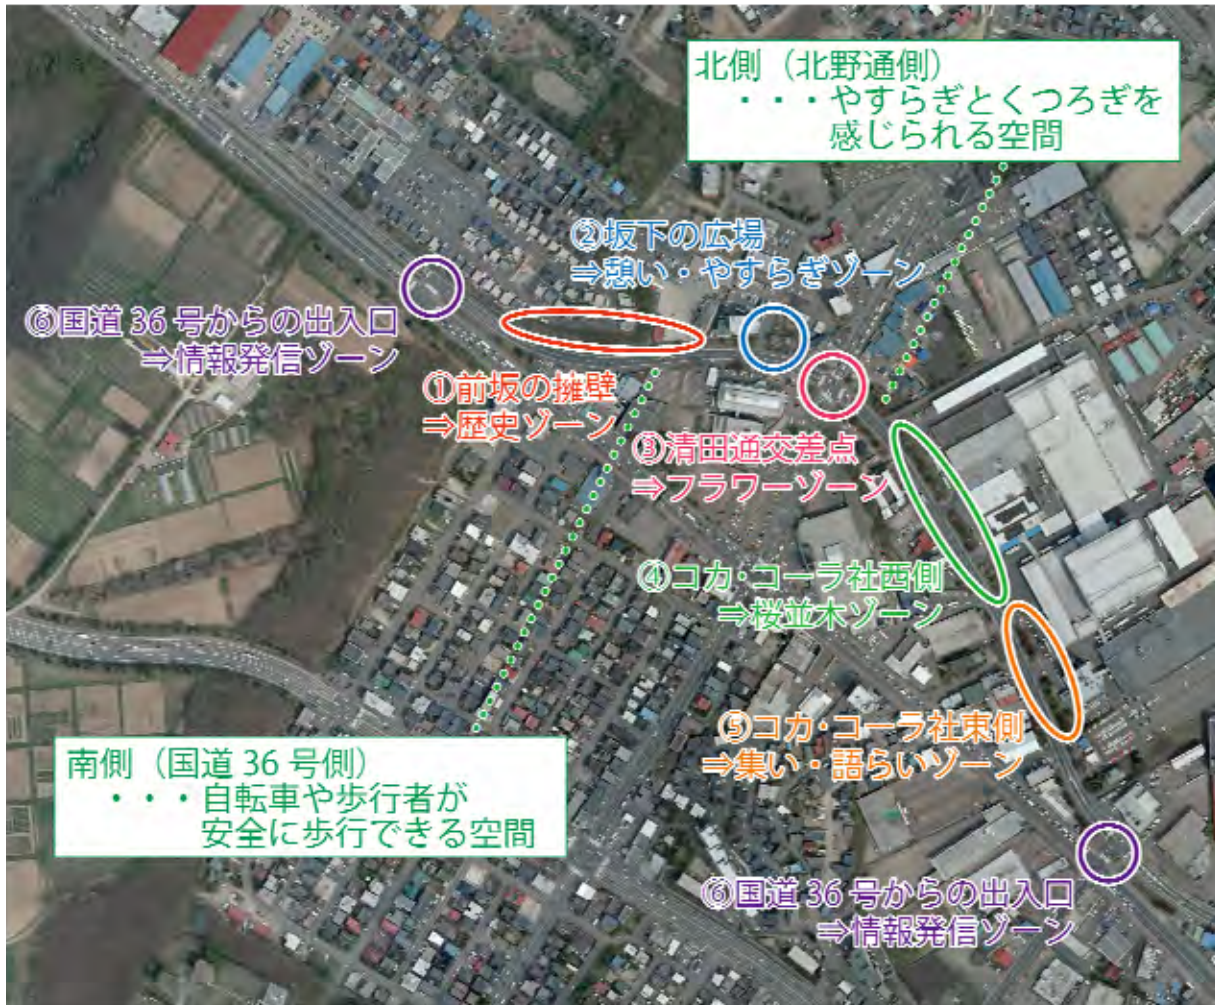 北側（北野通側）
・・・やすらぎとくつろぎを
感じられる空間
②坂下の広場
⇒憩い・やすらぎゾーン
⑥国道 36 号からの出入口
⇒情報発信ゾーン
①前坂の擁壁
⇒歴史ゾーン
③清田通交差点
⇒フラワーゾーン
④コカ・コーラ社西側
⇒桜並木ゾーン
⑤コカ・コーラ社東側
⇒集い・語らいゾーン
南側（国道 36 号側）
・・・自転車や歩行者が
安全に歩行できる空間
⑥国道 36 号からの出入口
⇒情報発信ゾーン